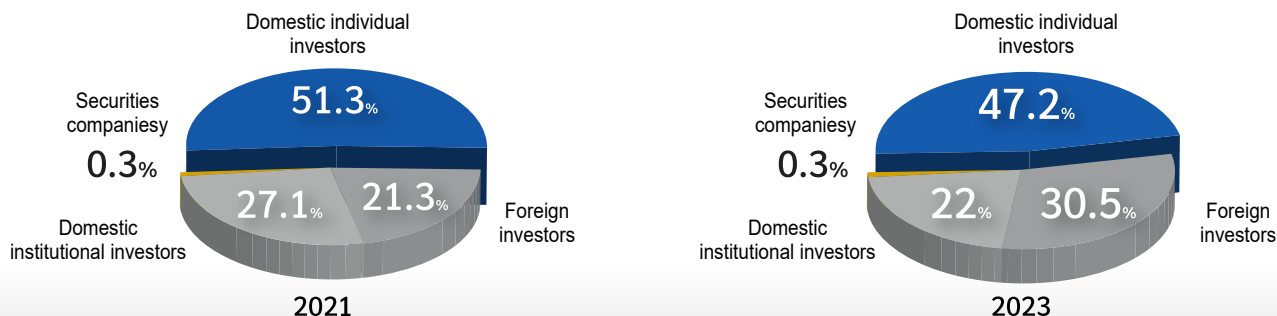 Domestic individual
investors
51.3%
Securities
companiesy
0.3%
27.1%
21.3%
Domestic
institutional investors
Foreign
investors
2021
Domestic individual
investors
47.2%
Securities
companiesy
0.3%
22%
30.5%
Domestic
institutional investors
Foreign
investors
2023